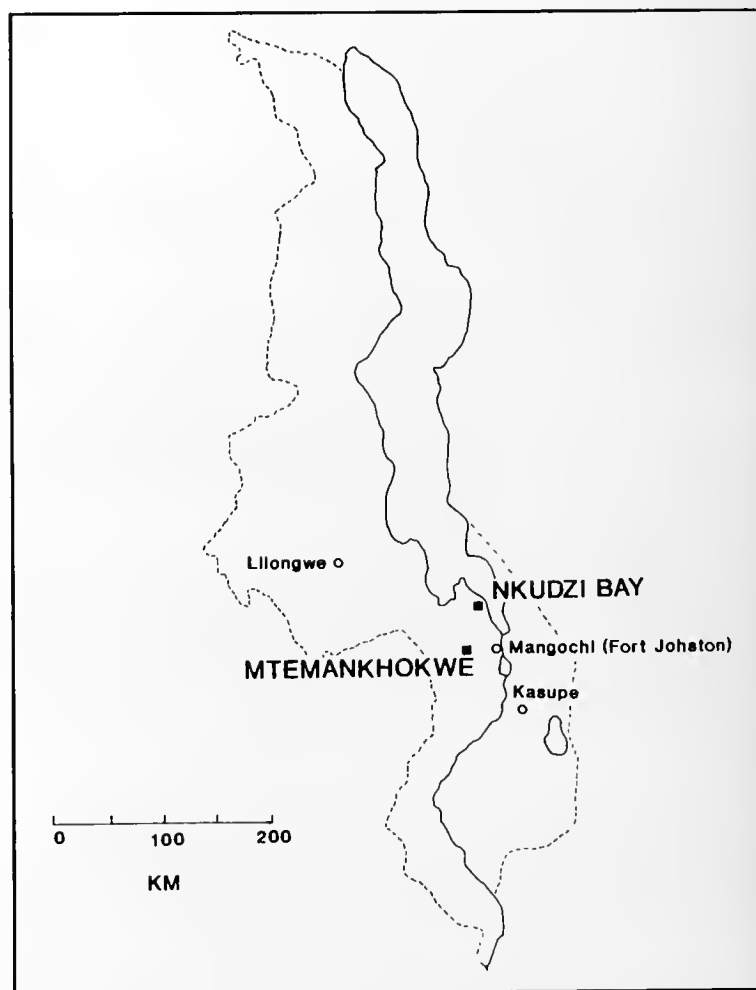 Lilongwe
NKUDZI BAY
Mangochi (Fort Johston)
MTEMANKHOKWE
Kasupe
0 100 200
KM